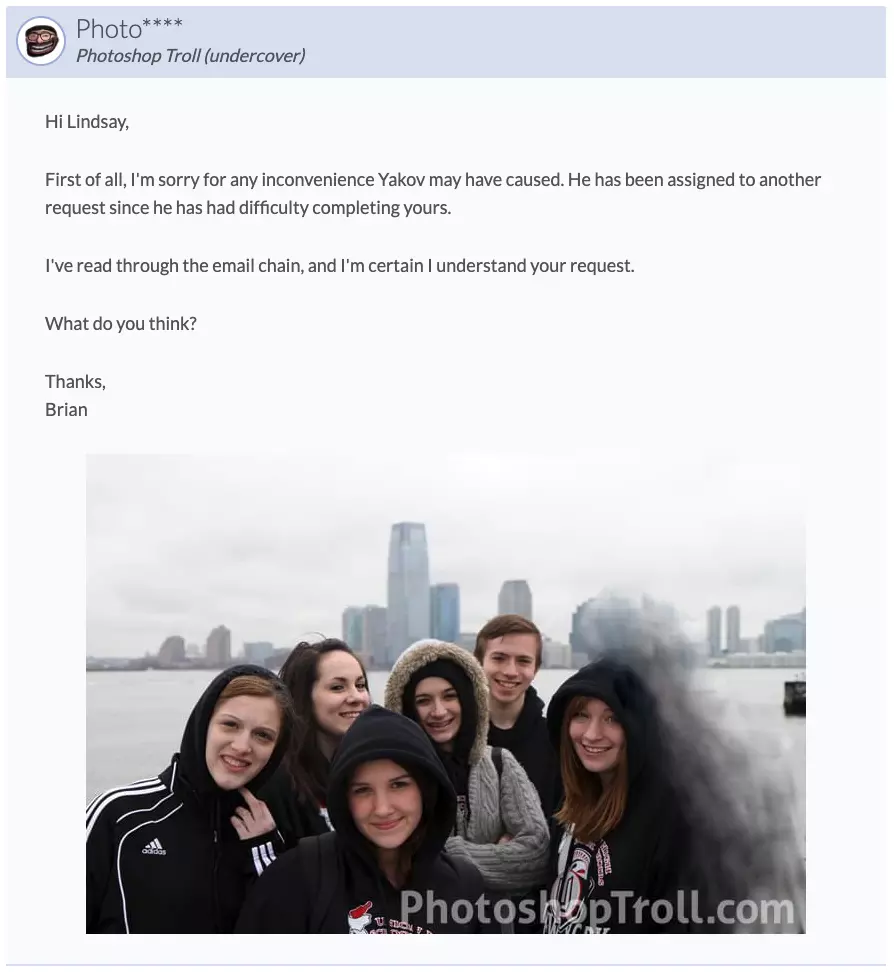 Photo****
Photoshop Troll (undercover)
Hi Lindsay,
First of all, I'm sorry for any inconvenience Yakov may have caused. He has been assigned to another
request since he has had difficulty completing yours.
I've read through the email chain, and I'm certain I understand your request.
What do you think?
Thanks,
Brian
adidas
PhotoshopTroll.com